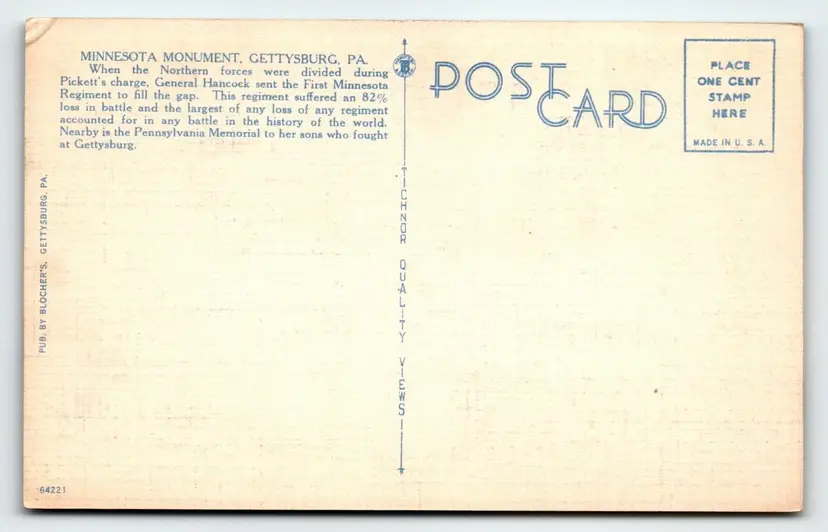 MINNESOTA MONUMENT, GETTYSBURG, PA.
When the Northern forces were divided during
Pickett's charge, General Hancock sent the First Minnesota
Regiment to fill the gap. This regiment suffered an 82%
loss in battle and the largest of any loss of any regiment
accounted for in any battle in the history of the world.
Nearby is the Pennsylvania Memorial to her sons who fought
at Gettysburg.
PUB. BY BLOCHER'S, GETTYSBURG, PA.
64221
TICHNOR QUALITY VIEWS
POST
CARD
PLACE
ONE CENT
STAMP
HERE
MADE IN U. S. A.